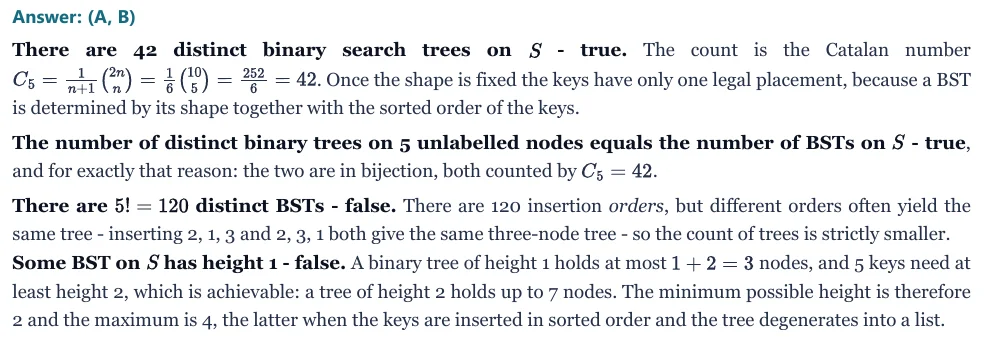 Answer: (A, B)
There are 42 distinct binary search trees on S - true. The count is the Catalan number
C₅ = 1/(n+1) (2n n) = 1/6 (10 5) = 252/6 = 42. Once the shape is fixed the keys have only one legal placement, because a BST
is determined by its shape together with the sorted order of the keys.
The number of distinct binary trees on 5 unlabelled nodes equals the number of BSTs on S - true,
and for exactly that reason: the two are in bijection, both counted by C₅ = 42.
There are 5! = 120 distinct BSTs - false. There are 120 insertion orders, but different orders often yield the
same tree - inserting 2, 1, 3 and 2, 3, 1 both give the same three-node tree - so the count of trees is strictly smaller.
Some BST on S has height 1 - false. A binary tree of height 1 holds at most 1 + 2 = 3 nodes, and 5 keys need at
least height 2, which is achievable: a tree of height 2 holds up to 7 nodes. The minimum possible height is therefore
2 and the maximum is 4, the latter when the keys are inserted in sorted order and the tree degenerates into a list.